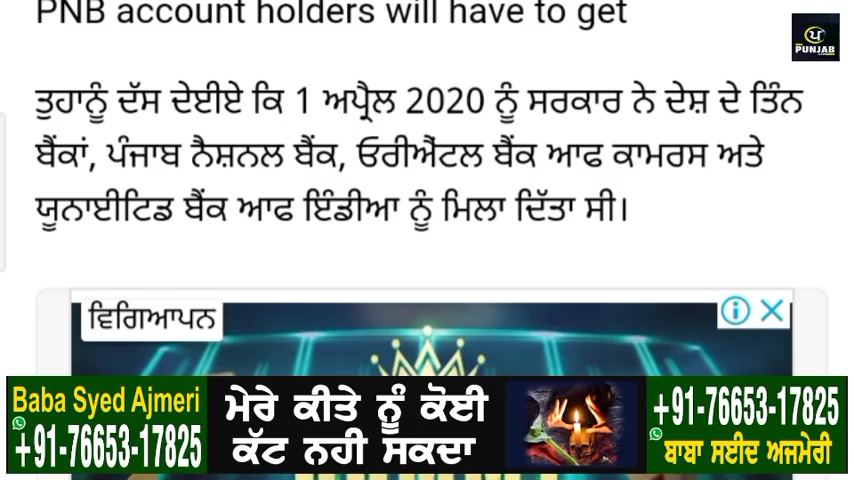 PNB account holders will have to get
ਪ
PUNJAB
ਤੁਹਾਨੂੰ ਦੱਸ ਦੇਈਏ ਕਿ 1 ਅਪ੍ਰੈਲ 2020 ਨੂੰ ਸਰਕਾਰ ਨੇ ਦੇਸ਼ ਦੇ ਤਿੰਨ
ਬੈਂਕਾਂ, ਪੰਜਾਬ ਨੈਸ਼ਨਲ ਬੈਂਕ, ਓਰੀਐਂਟਲ ਬੈਂਕ ਆਫ ਕਾਮਰਸ ਅਤੇ
ਯੂਨਾਈਟਿਡ ਬੈਂਕ ਆਫ ਇੰਡੀਆ ਨੂੰ ਮਿਲਾ ਦਿੱਤਾ ਸੀ।
ਵਿਗਿਆਪਨ
Baba Syed Ajmeri
+91-76653-17825
ਮੇਰੇ ਕੀਤੇ ਨੂੰ ਕੋਈ
ਕੱਟ ਨਹੀ ਸਕਦਾ
+91-76653-17825
ਬਾਬਾ ਸਈਦ ਅਜਮੇਰੀ